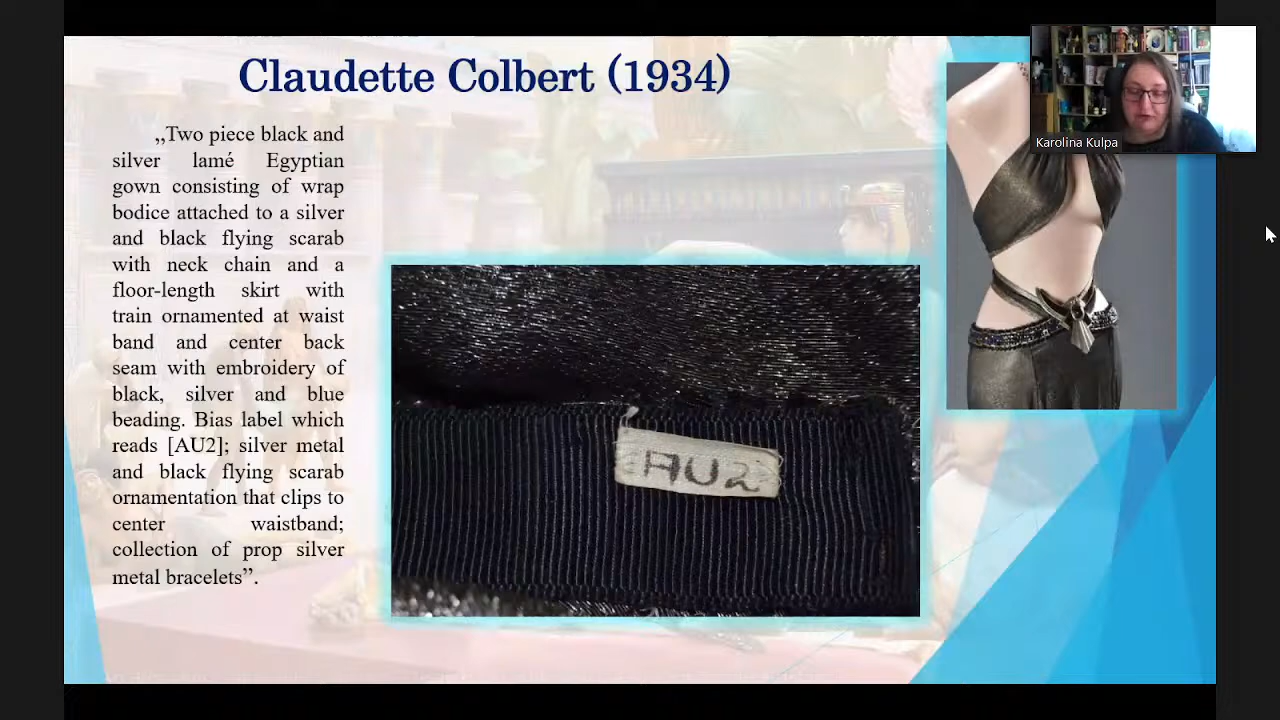 Claudette Colbert (1934)
„Two piece black and
silver lamé Egyptian
gown consisting of wrap
bodice attached to a silver
and black flying scarab
with neck chain and a
floor-length skirt with
train ornamented at waist
band and center back
seam with embroidery of
black, silver and blue
beading. Bias label which
reads [AU2]; silver metal
and black flying scarab
ornamentation that clips to
center waistband;
collection of prop silver
metal bracelets”.
AU2
Karolina Kulpa